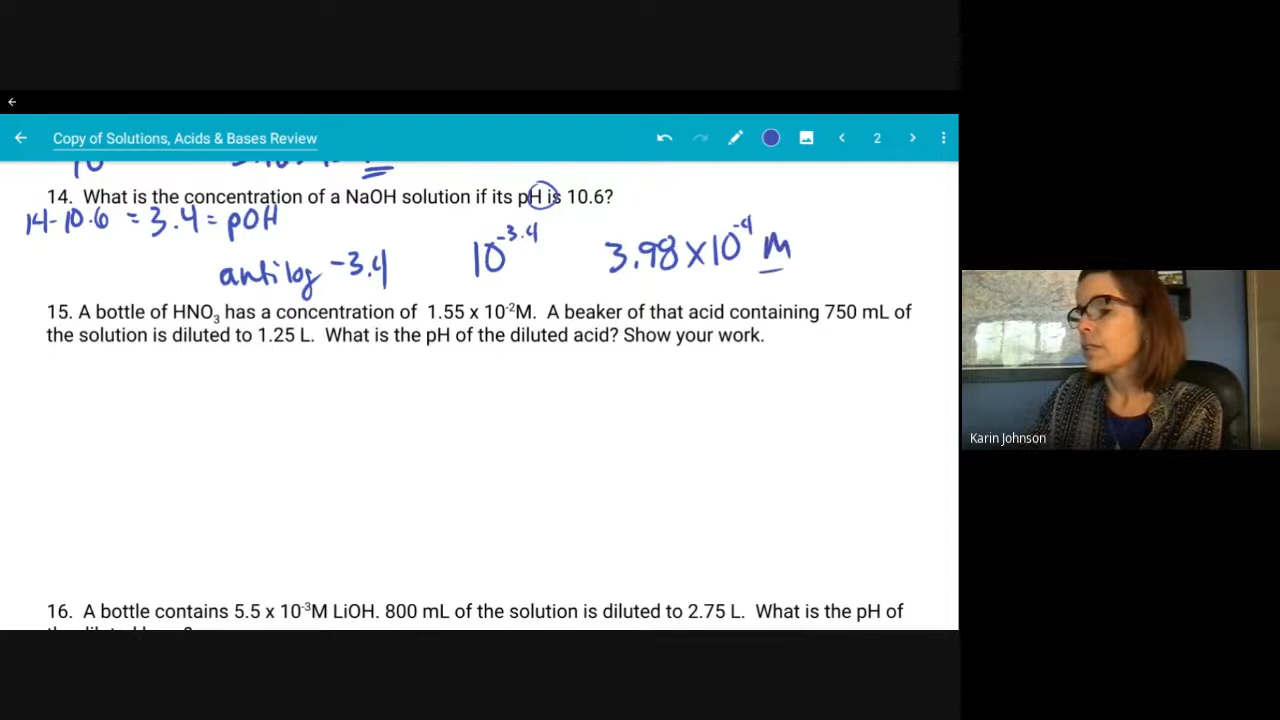 Copy of Solutions, Acids & Bases Review
2
14. What is the concentration of a NaOH solution if its pH is 10.6?
14-10.6 = 3.4 = pOH
antilog -3.4 10^-3.4 3.98 x 10^-4 M
15. A bottle of HNO₃ has a concentration of 1.55 x 10⁻²M. A beaker of that acid containing 750 mL of
the solution is diluted to 1.25 L. What is the pH of the diluted acid? Show your work.
Karin Johnson
16. A bottle contains 5.5 x 10⁻³M LiOH. 800 mL of the solution is diluted to 2.75 L. What is the pH of